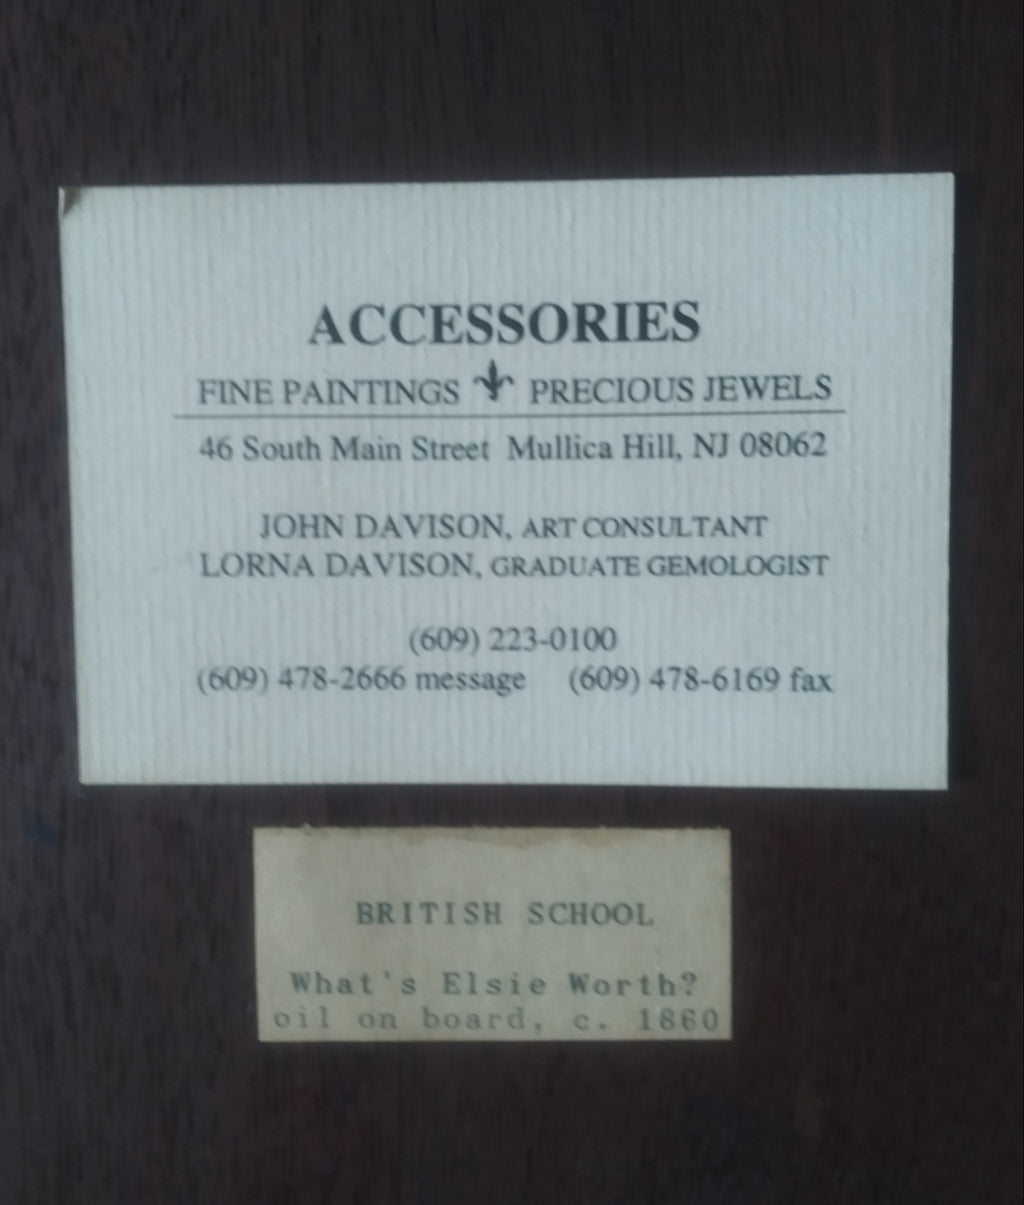 ACCESSORIES
FINE PAINTINGS PRECIOUS JEWELS
46 South Main Street Mullica Hill, NJ 08062
JOHN DAVISON, ART CONSULTANT
LORNA DAVISON, GRADUATE GEMOLOGIST
(609) 223-0100
(609) 478-2666 message (609) 478-6169 fax
BRITISH SCHOOL
What's Elsie Worth?
oil on board, c. 1860